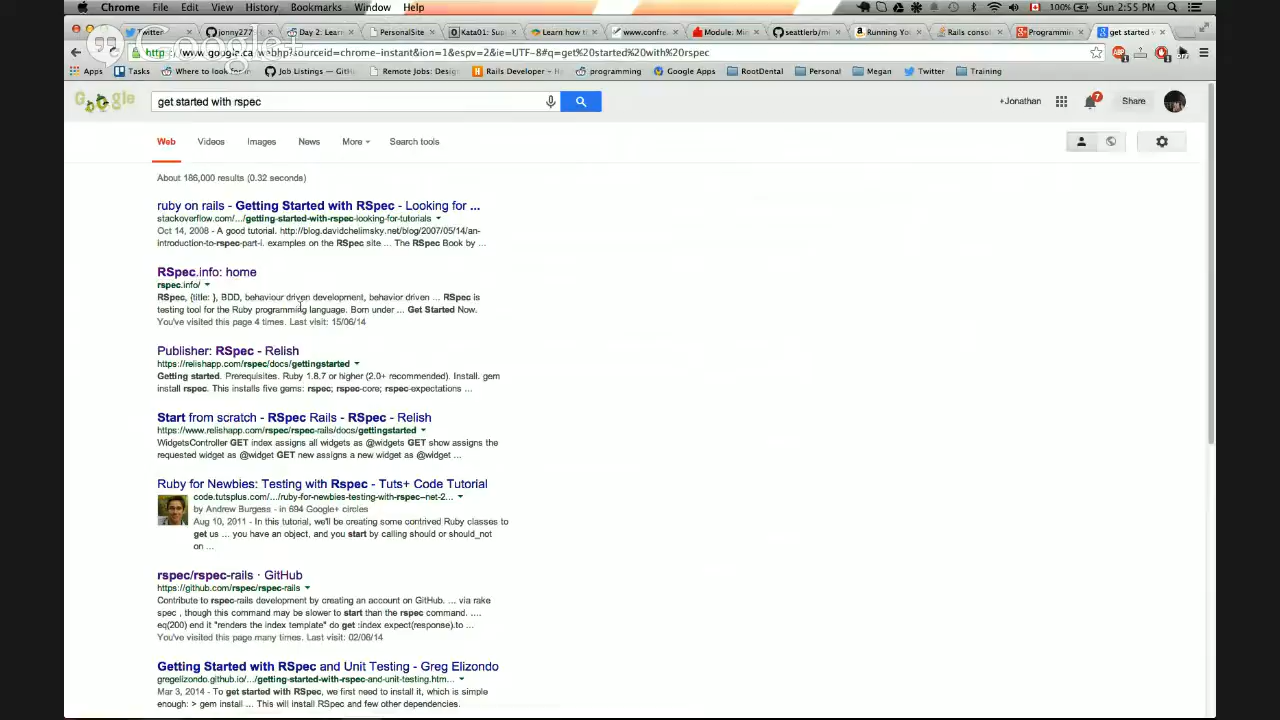 Chrome File Edit View History Bookmarks Window Help 100% Sun 2:55 PM
Twitter jonny777 Day 2: Learn PersonalSite Kata01: Sup Learn how t www.confre Module: Min seattlerb/m Running You Rails consol Programmin get started
http://www.google.ca/webhp?sourceid=chrome-instant&ion=1&espv=2&ie=UTF-8#q=get%20started%20with%20rspec
Apps Tasks Where to look for Job Listings — GitH Remote Jobs: Desig Rails Developer - H programming Google Apps RootDental Personal Megan Twitter Training
Google get started with rspec +Jonathan 7 Share
Web Videos Images News More Search tools
About 186,000 results (0.32 seconds)
ruby on rails - Getting Started with RSpec - Looking for ...
stackoverflow.com/.../getting-started-with-rspec-looking-for-tutorials
Oct 14, 2008 - A good tutorial. http://blog.davidchelimsky.net/blog/2007/05/14/an-
introduction-to-rspec-part-i. examples on the RSpec site ... The RSpec Book by ...
RSpec.info: home
rspec.info/
RSpec, {title: }, BDD, behaviour driven development, behavior driven ... RSpec is
testing tool for the Ruby programming language. Born under ... Get Started Now.
You've visited this page 4 times. Last visit: 15/06/14
Publisher: RSpec - Relish
https://relishapp.com/rspec/docs/gettingstarted
Getting started. Prerequisites. Ruby 1.8.7 or higher (2.0+ recommended). Install. gem
install rspec. This installs five gems: rspec; rspec-core; rspec-expectations ...
Start from scratch - RSpec Rails - RSpec - Relish
https://www.relishapp.com/rspec/rspec-rails/docs/gettingstarted
WidgetsController GET index assigns all widgets as @widgets GET show assigns the
requested widget as @widget GET new assigns a new widget as @widget ...
Ruby for Newbies: Testing with Rspec - Tuts+ Code Tutorial
code.tutsplus.com/.../ruby-for-newbies-testing-with-rspec--net-2...
by Andrew Burgess - in 694 Google+ circles
Aug 10, 2011 - In this tutorial, we'll be creating some contrived Ruby classes to
get us ... you have an object, and you start by calling should or should_not
on ...
rspec/rspec-rails · GitHub
https://github.com/rspec/rspec-rails
Contribute to rspec-rails development by creating an account on GitHub. ... via rake
spec , though this command may be slower to start than the rspec command. ....
eq(200) end it "renders the index template" do get :index expect(response).to ...
You've visited this page many times. Last visit: 02/06/14
Getting Started with RSpec and Unit Testing - Greg Elizondo
gregelizondo.github.io/.../getting-started-with-rspec-and-unit-testing.htm...
Mar 3, 2014 - To get started with RSpec, we first need to install it, which is simple
enough: > gem install ... This will install RSpec and few other dependencies.